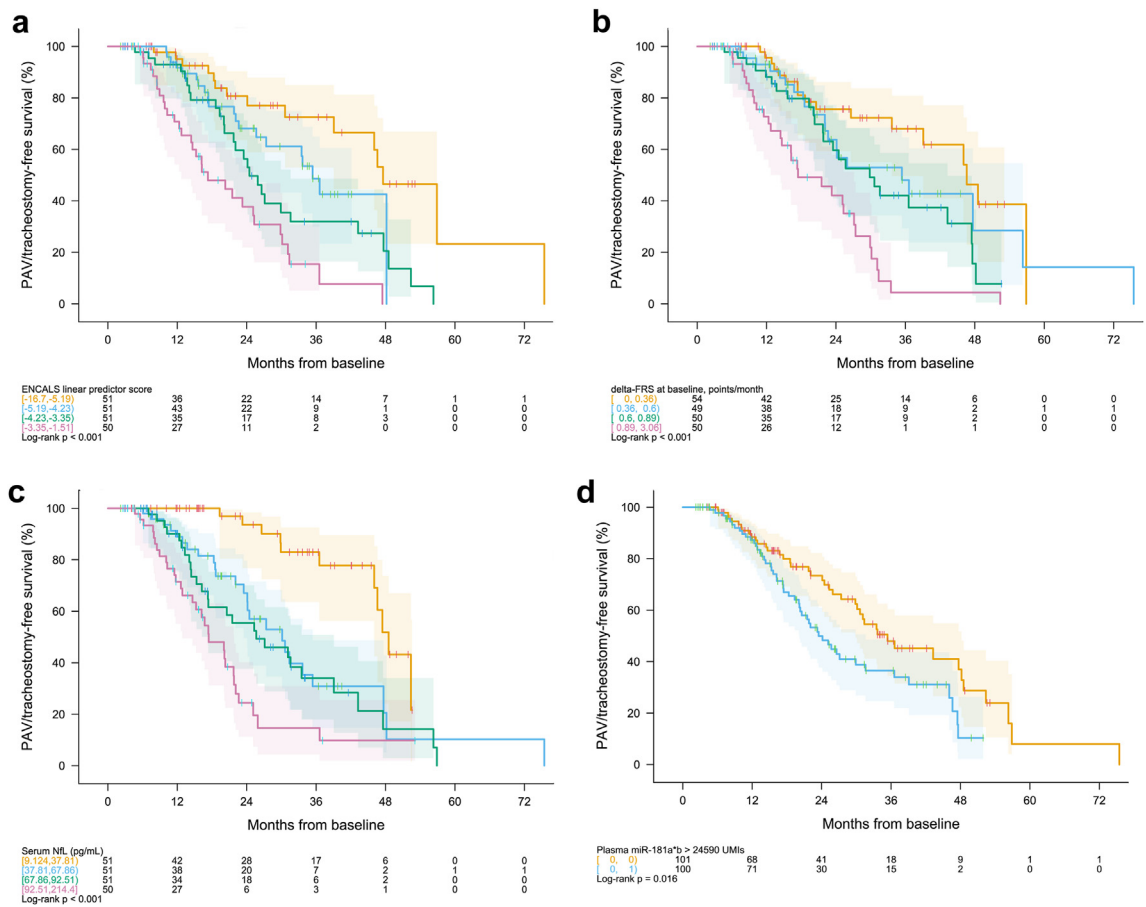 a
PAV/tracheostomy-free survival (%)
100
80
60
40
20
0
0 12 24 36 48 60 72
Months from baseline
ENCALS linear predictor score
[-16.7,-5.19) 51 36 22 14 7 1 1
[-5.19,-4.23) 51 43 22 9 1 0 0
[-4.23,-3.35) 51 35 17 8 3 0 0
[-3.35,-1.51] 50 27 11 2 0 0 0
Log-rank p < 0.001
b
PAV/tracheostomy-free survival (%)
100
80
60
40
20
0
0 12 24 36 48 60 72
Months from baseline
delta-FRS at baseline, points/month
[ 0, 0.36) 54 42 25 14 6 0 0
[ 0.36, 0.6) 49 38 18 9 2 1 1
[ 0.6, 0.89) 50 35 17 9 2 0 0
[ 0.89, 3.06] 50 26 12 1 1 0 0
Log-rank p < 0.001
c
PAV/tracheostomy-free survival (%)
100
80
60
40
20
0
0 12 24 36 48 60 72
Months from baseline
Serum NfL (pg/mL)
[9.124,37.81) 51 42 28 17 6 0 0
[37.81,67.86) 51 38 20 7 2 1 1
[67.86,92.51) 51 34 18 6 2 0 0
[92.51,214.4] 50 27 6 3 1 0 0
Log-rank p < 0.001
d
PAV/tracheostomy-free survival (%)
100
80
60
40
20
0
0 12 24 36 48 60 72
Months from baseline
Plasma miR-181a*b > 24590 UMIs
[ 0, 0) 101 68 41 18 9 1 1
[ 0, 1) 100 71 30 15 2 0 0
Log-rank p = 0.016